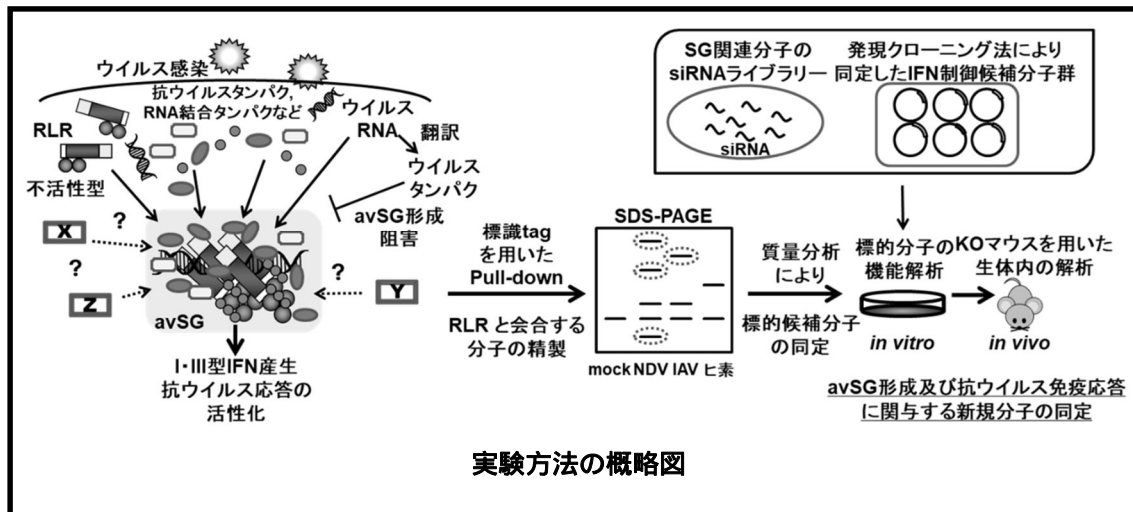 ウイルス感染
抗ウイルスタンパク,
RNA結合タンパクなど
RLR
不活性型
ウイルス
RNA
翻訳
ウイルス
タンパク
avSG形成
阻害
X
?
?
Z
?
Y
avSG
I・III型IFN産生
抗ウイルス応答の
活性化
標識tag
を用いた
Pull-down
RLRと会合する
分子の精製
SDS-PAGE
mock NDV IAV ヒ素
質量分析
により
標的候補分子
の同定
SG関連分子の
siRNAライブラリー
siRNA
発現クローニング法により
同定したIFN制御候補分子群
標的分子の
機能解析
in vitro
KOマウスを用いた
生体内の解析
in vivo
avSG形成及び抗ウイルス免疫応答
に関与する新規分子の同定
実験方法の概略図